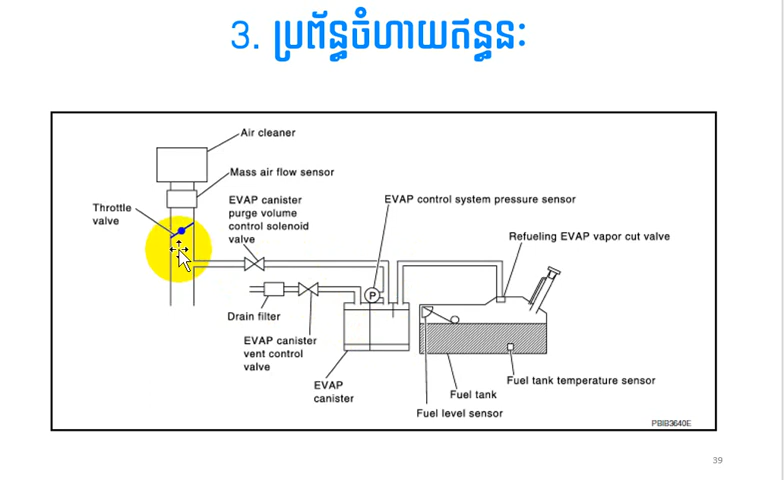 3. ប្រព័ន្ធចំហាយឥន្ធនៈ
Air cleaner
Mass air flow sensor
Throttle
valve
EVAP canister
purge volume
control solenoid
valve
EVAP control system pressure sensor
Refueling EVAP vapor cut valve
P
Drain filter
EVAP canister
vent control
valve
EVAP
canister
Fuel tank temperature sensor
Fuel tank
Fuel level sensor
PBIB3640E
39